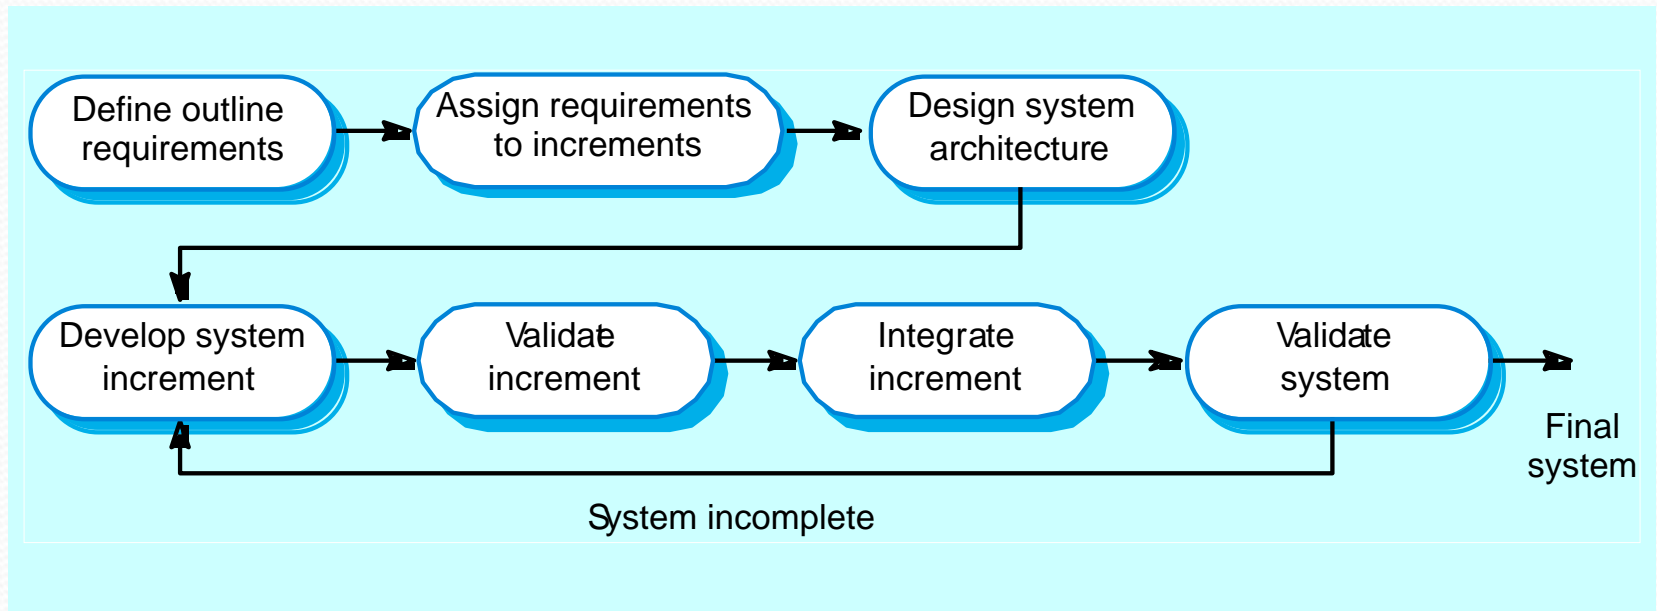 Define outline
requirements
Assign requirements
to increments
Design system
architecture
Develop system
increment
Validate
increment
Integrate
increment
Validate
system
Final
system
System incomplete